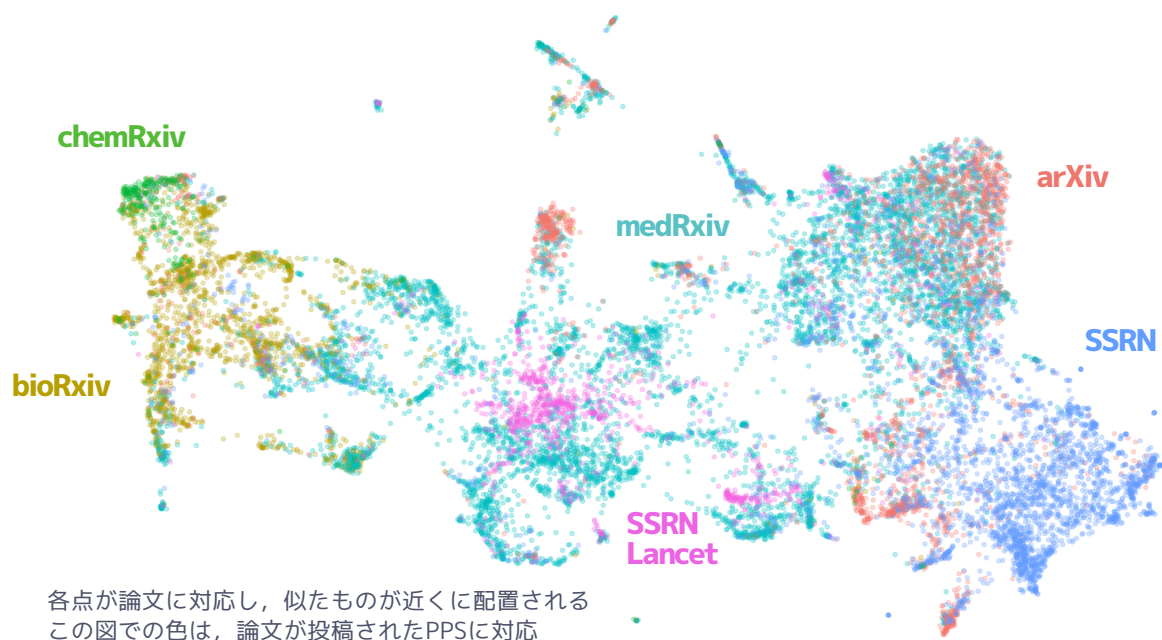 chemRxiv
arXiv
medRxiv
SSRN
bioRxiv
SSRN
Lancet
各点が論文に対応し，似たものが近くに配置される
この図での色は，論文が投稿されたPPSに対応